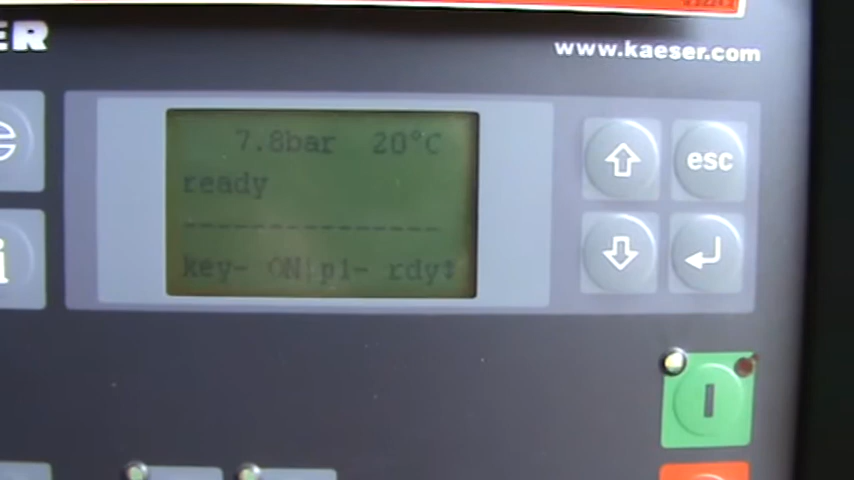 ER
www.kaeser.com
7.8bar 20°C
ready
-----------------
key- ON|p1- rdy↕
esc
I